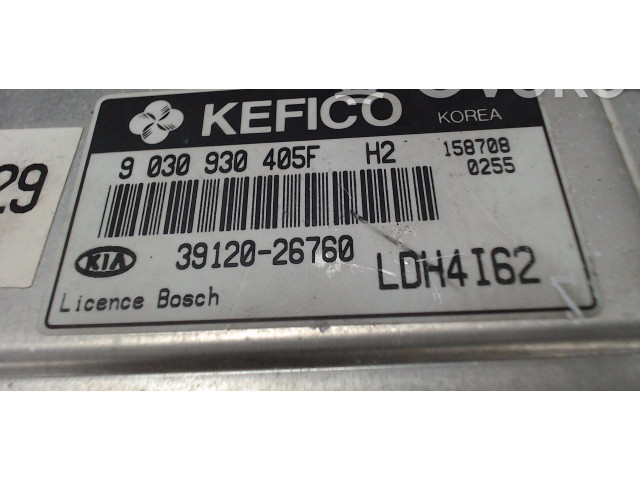 KEFICO KOREA
9 030 930 405F H2 158708
0255
29
KIA 39120-26760 LDH4I62
Licence Bosch